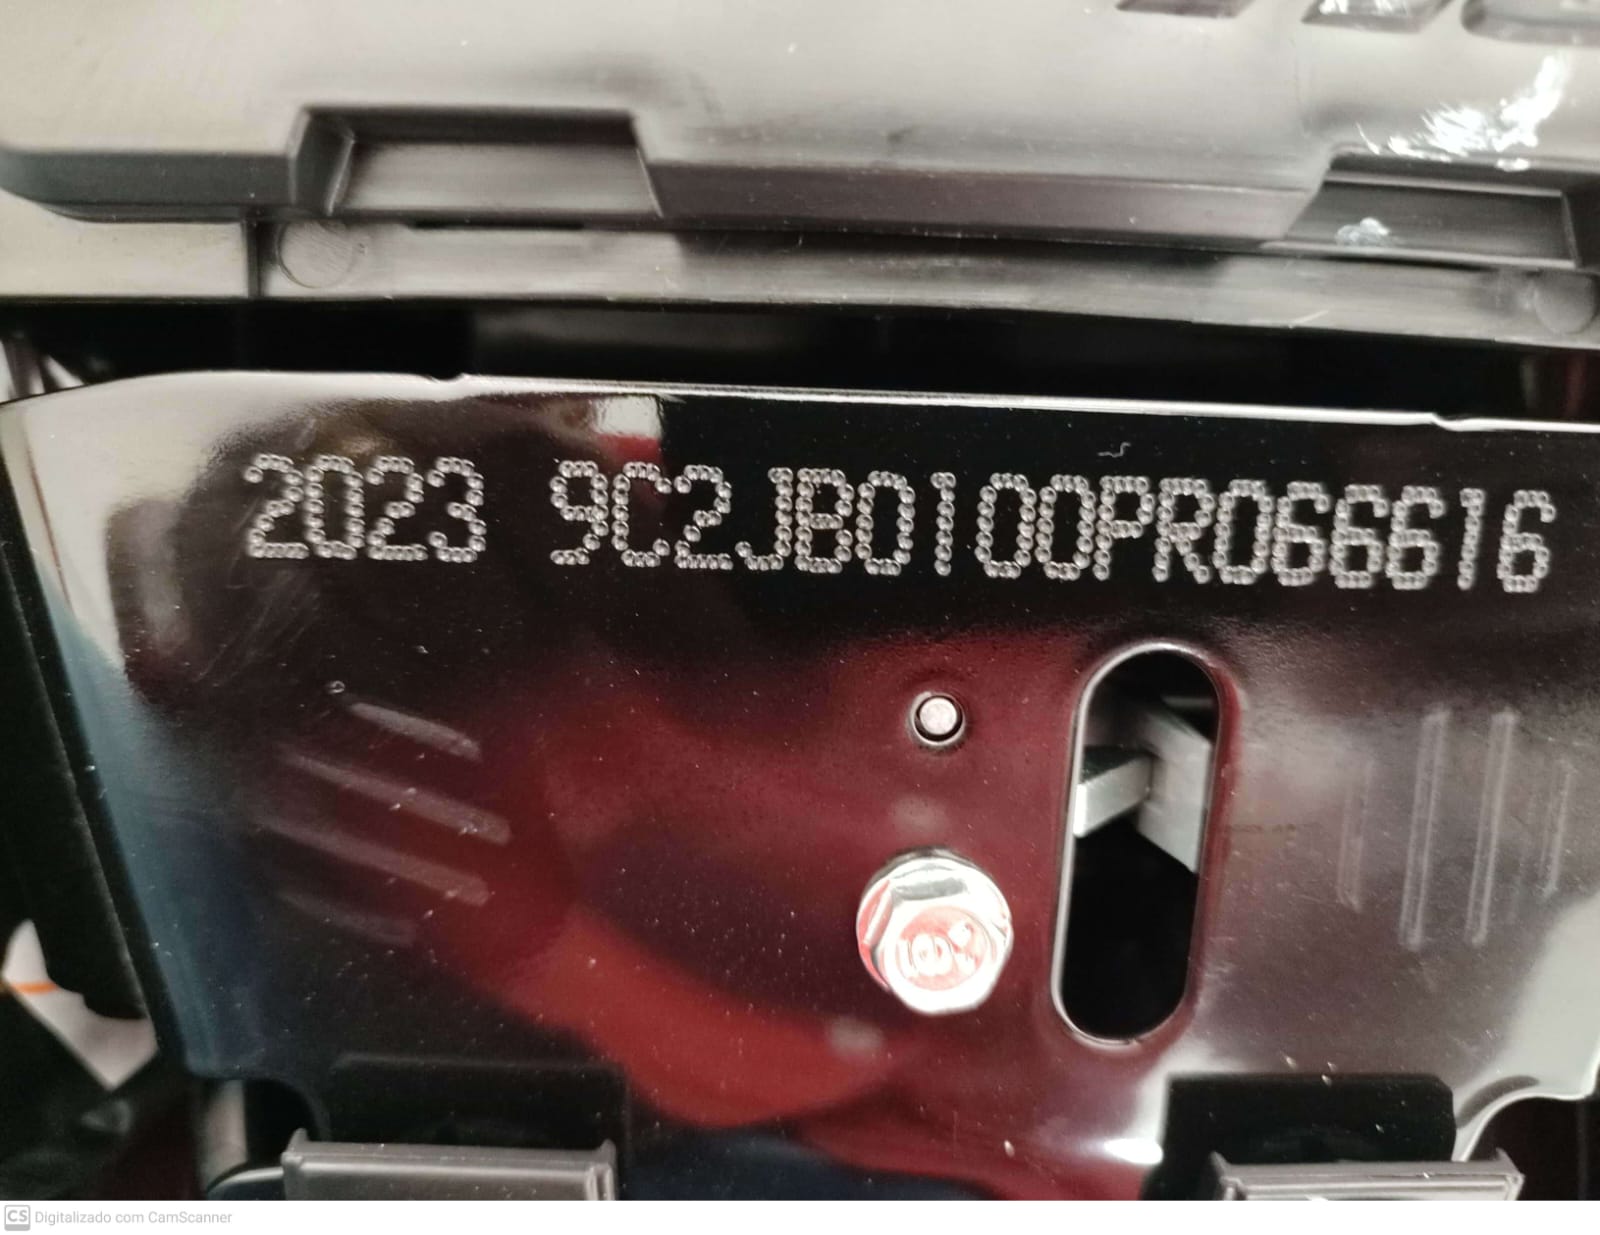 2023 9C2JB0100PR066616
CS Digitalizado com CamScanner